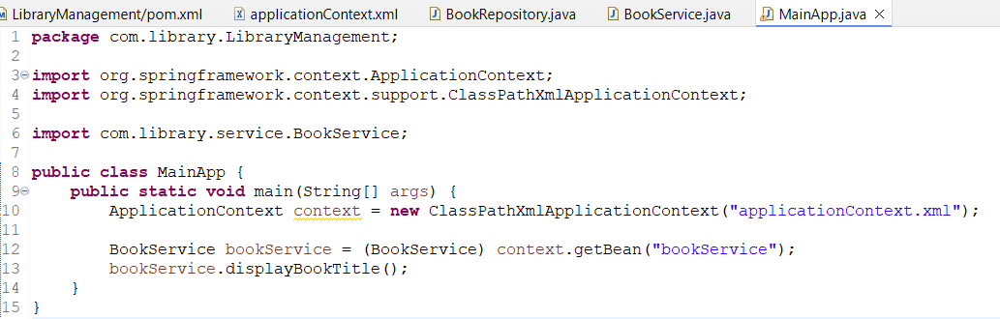 LibraryManagement/pom.xml applicationContext.xml BookRepository.java BookService.java MainApp.java
1 package com.library.LibraryManagement;
2
3 import org.springframework.context.ApplicationContext;
4 import org.springframework.context.support.ClassPathXmlApplicationContext;
5
6 import com.library.service.BookService;
7
8 public class MainApp {
9     public static void main(String[] args) {
10         ApplicationContext context = new ClassPathXmlApplicationContext("applicationContext.xml");
11
12         BookService bookService = (BookService) context.getBean("bookService");
13         bookService.displayBookTitle();
14     }
15 }